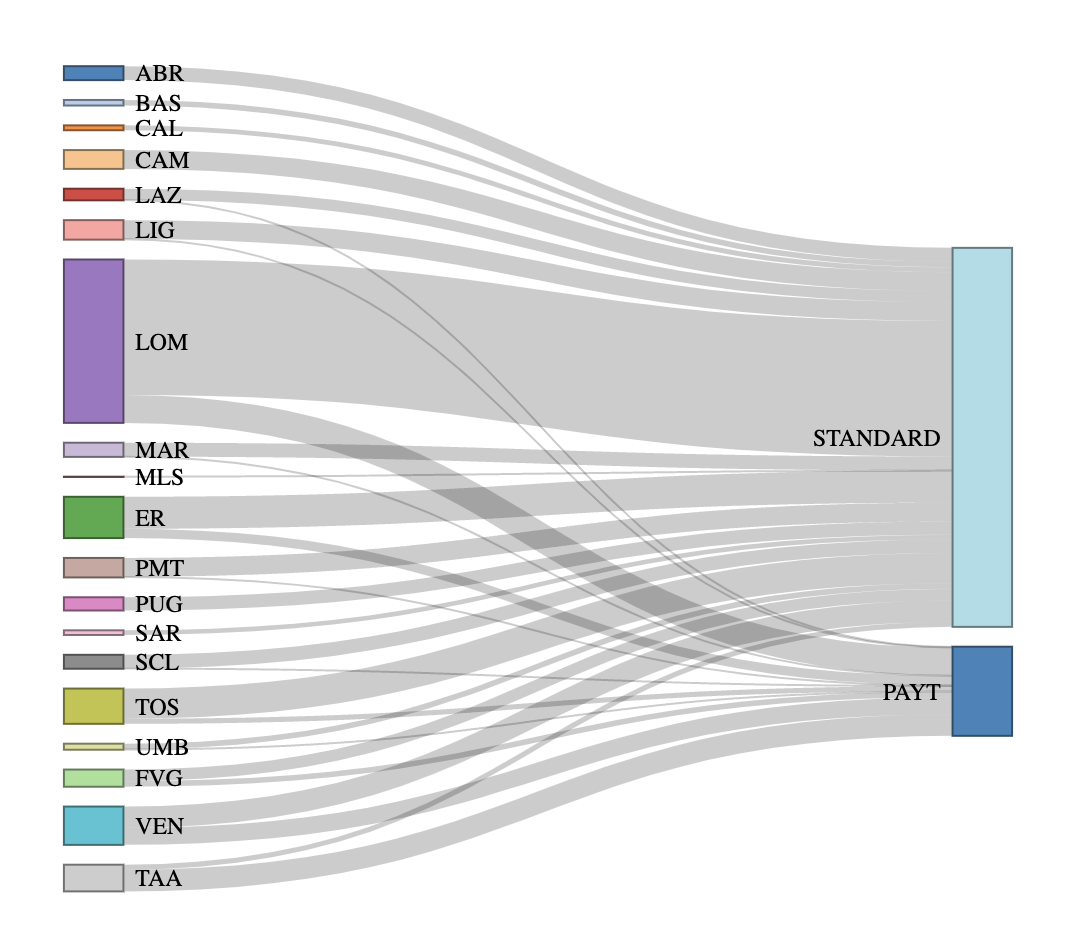 ABR
BAS
CAL
CAM
LAZ
LIG
LOM
MAR
MLS
ER
PMT
PUG
SAR
SCL
TOS
UMB
FVG
VEN
TAA
STANDARD
PAYT